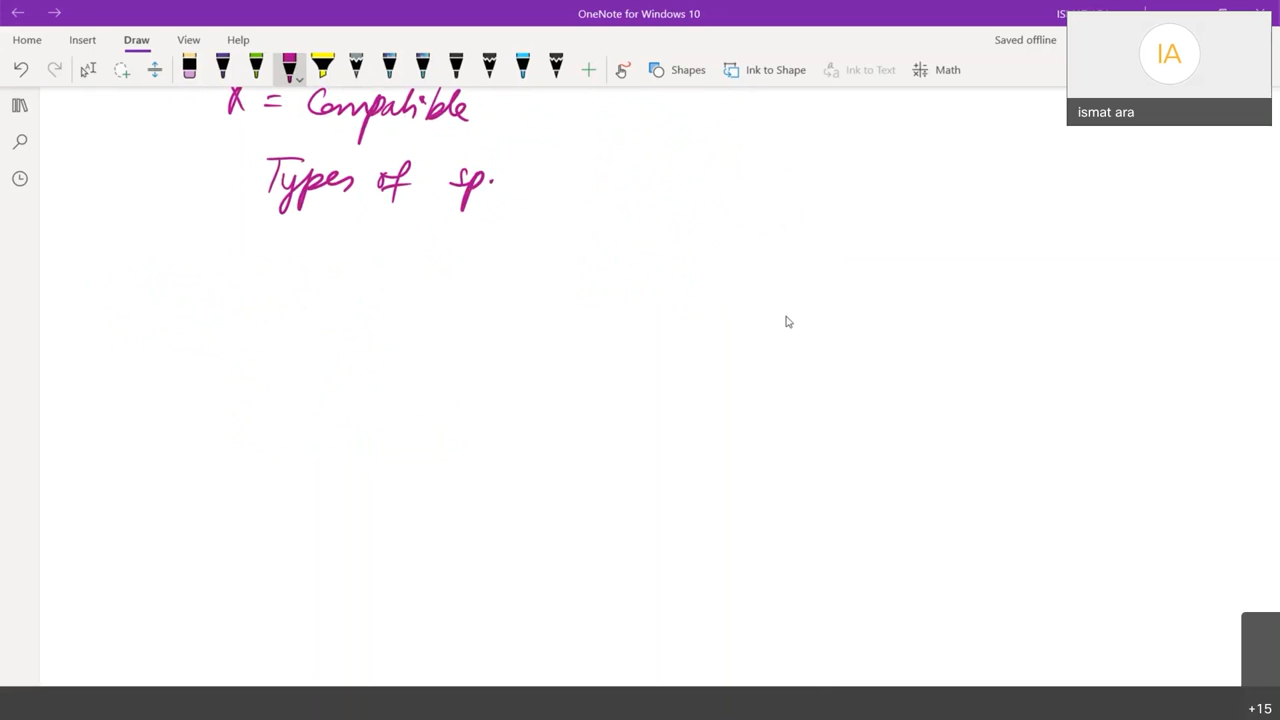 OneNote for Windows 10
Home Insert Draw View Help Saved offline
Shapes Ink to Shape Ink to Text Math
IA
ismat ara
= Compatible
Types of sp.
+15